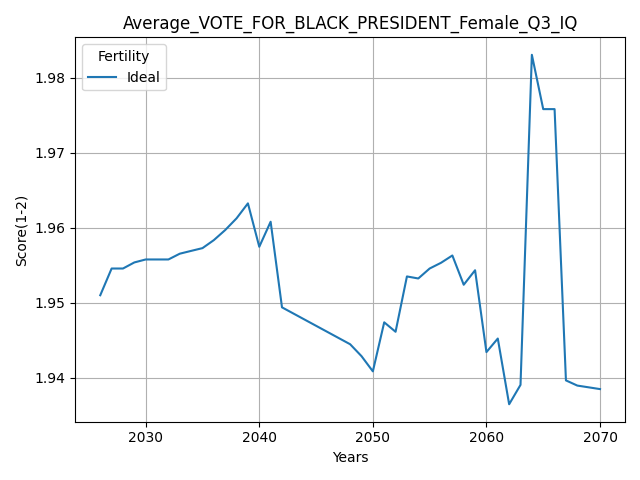 Average_VOTE_FOR_BLACK_PRESIDENT_Female_Q3_IQ
Fertility
Ideal
Score(1-2)
1.98
1.97
1.96
1.95
1.94
2030 2040 2050 2060 2070
Years